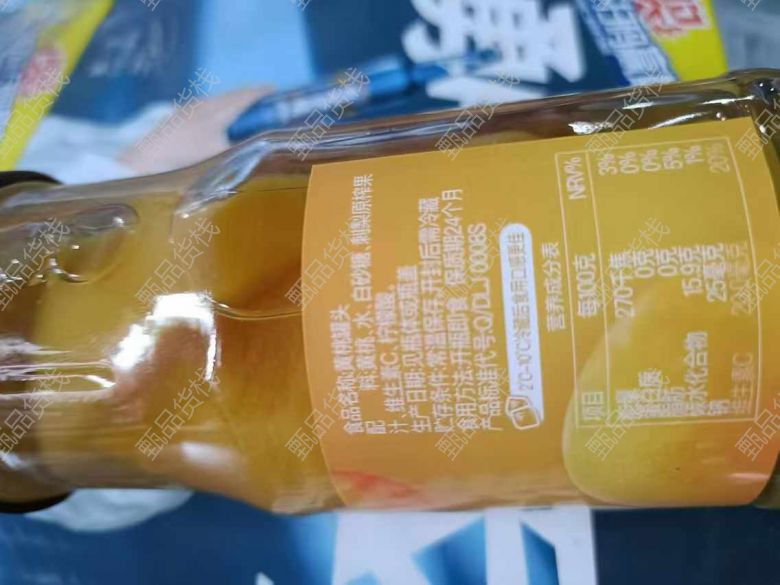 食品名称:黄桃罐头
配 料:黄桃、水、白砂糖、刺梨原榨果
汁、维生素C、柠檬酸
生产日期:见瓶体或瓶盖
贮存条件:常温保存,开封后需冷藏
食用方法:开瓶即食 保质期24个月
产品标准代号:Q/DLJ0008S
2℃-10℃冷藏后食用口感更佳
营养成分表
项目 每100克 NRV%
能量 270千焦 3%
蛋白质 0克 0%
脂肪 0克 0%
碳水化合物 15.9克 5%
钠 25毫克 1%
维生素C 20%
甄品货栈